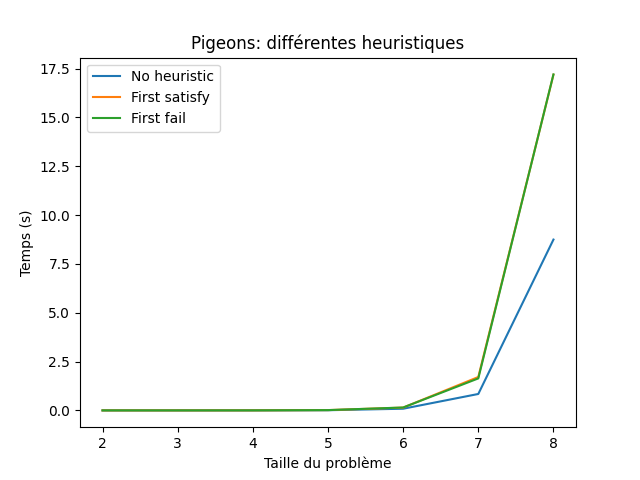 Pigeons: différentes heuristiques
No heuristic
First satisfy
First fail
Temps (s)
17.5
15.0
12.5
10.0
7.5
5.0
2.5
0.0
2 3 4 5 6 7 8
Taille du problème